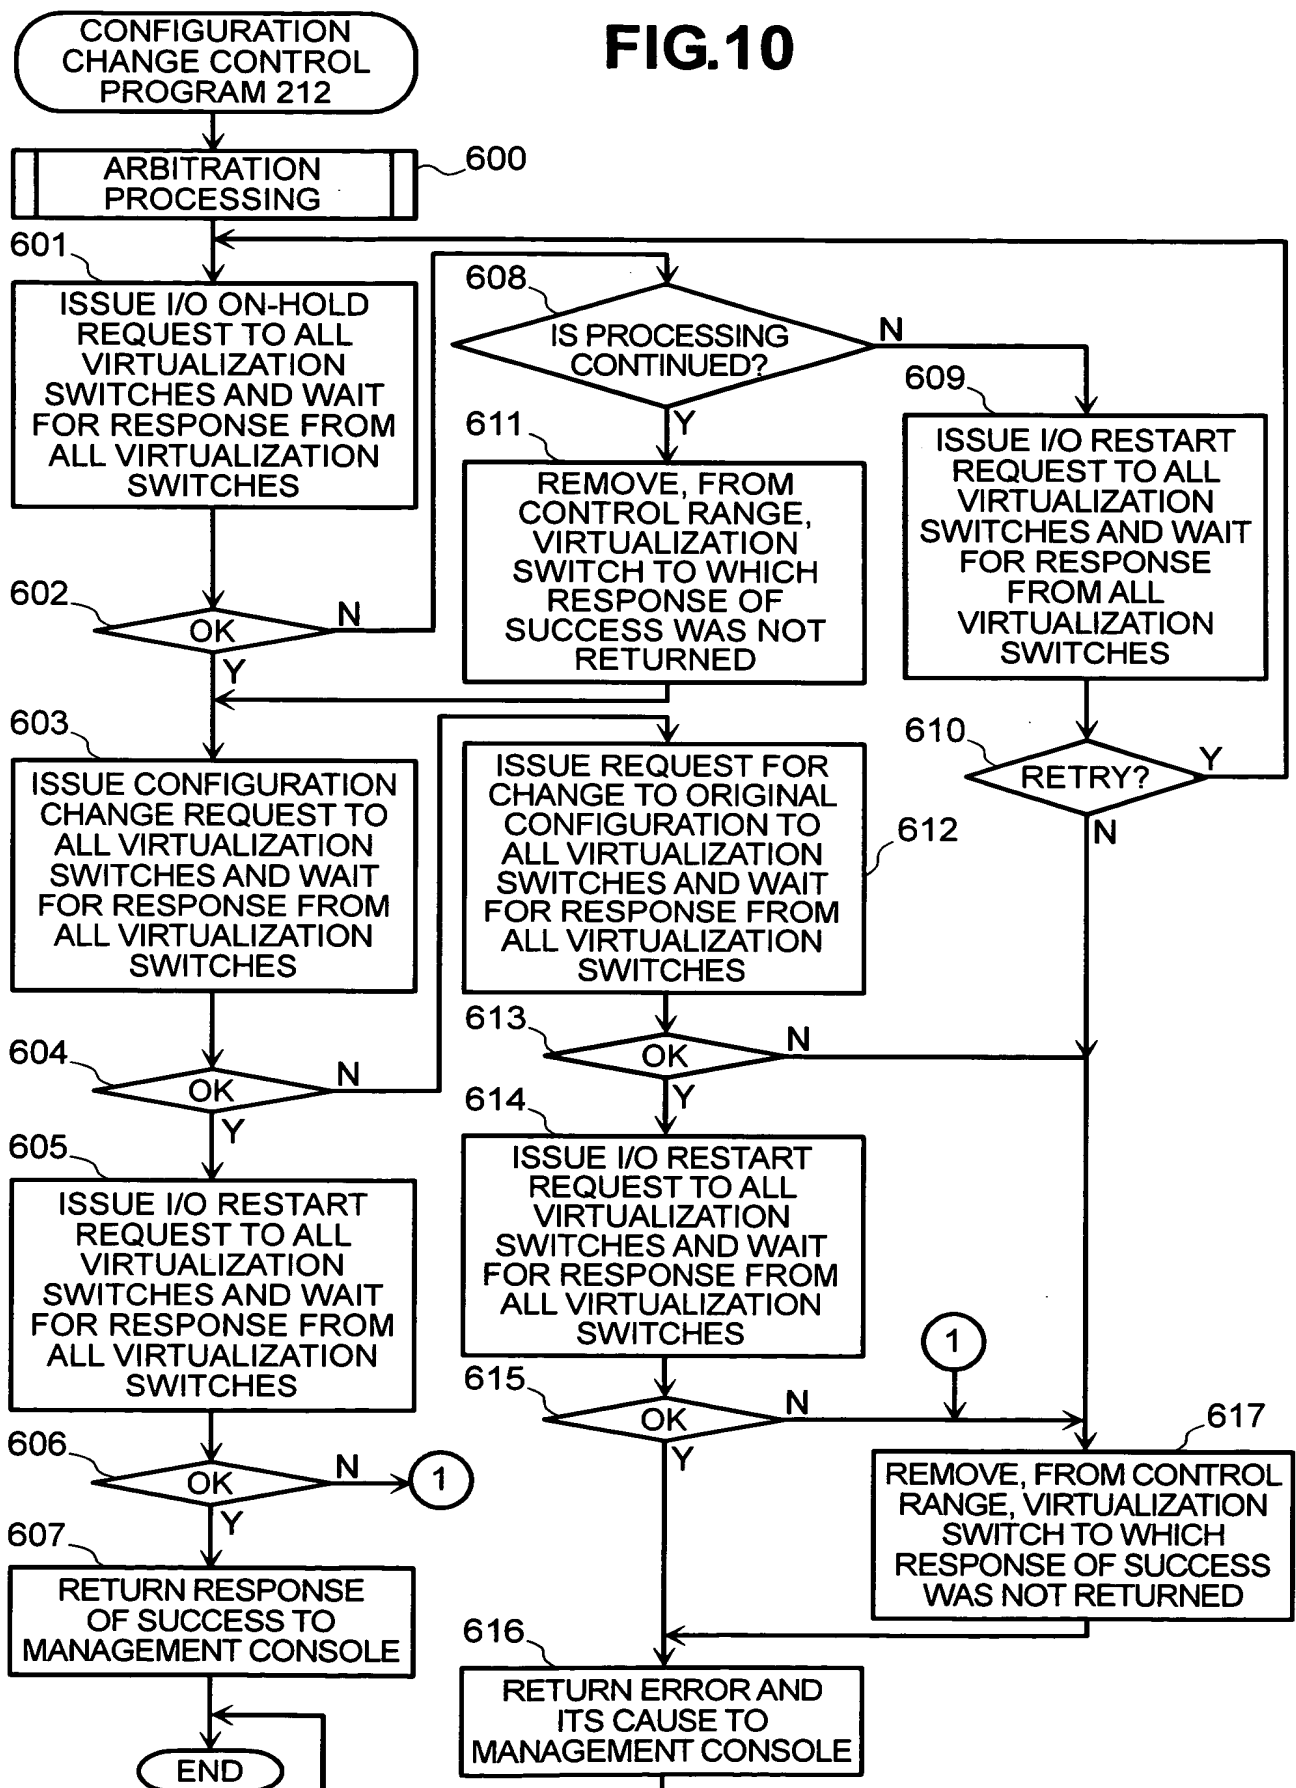 FIG.10
CONFIGURATION
CHANGE CONTROL
PROGRAM 212
ARBITRATION
PROCESSING
600
601
ISSUE I/O ON-HOLD
REQUEST TO ALL
VIRTUALIZATION
SWITCHES AND WAIT
FOR RESPONSE FROM
ALL VIRTUALIZATION
SWITCHES
602
OK
N
Y
603
ISSUE CONFIGURATION
CHANGE REQUEST TO
ALL VIRTUALIZATION
SWITCHES AND WAIT
FOR RESPONSE FROM
ALL VIRTUALIZATION
SWITCHES
604
OK
N
Y
605
ISSUE I/O RESTART
REQUEST TO ALL
VIRTUALIZATION
SWITCHES AND WAIT
FOR RESPONSE FROM
ALL VIRTUALIZATION
SWITCHES
606
OK
N
1
Y
607
RETURN RESPONSE
OF SUCCESS TO
MANAGEMENT CONSOLE
END
608
IS PROCESSING
CONTINUED?
N
Y
611
REMOVE, FROM
CONTROL RANGE,
VIRTUALIZATION
SWITCH TO WHICH
RESPONSE OF
SUCCESS WAS NOT
RETURNED
609
ISSUE I/O RESTART
REQUEST TO ALL
VIRTUALIZATION
SWITCHES AND WAIT
FOR RESPONSE
FROM ALL
VIRTUALIZATION
SWITCHES
610
RETRY?
Y
N
ISSUE REQUEST FOR
CHANGE TO ORIGINAL
CONFIGURATION TO
ALL VIRTUALIZATION
SWITCHES AND WAIT
FOR RESPONSE FROM
ALL VIRTUALIZATION
SWITCHES
612
613
OK
N
Y
614
ISSUE I/O RESTART
REQUEST TO ALL
VIRTUALIZATION
SWITCHES AND WAIT
FOR RESPONSE FROM
ALL VIRTUALIZATION
SWITCHES
615
OK
N
Y
1
617
REMOVE, FROM CONTROL
RANGE, VIRTUALIZATION
SWITCH TO WHICH
RESPONSE OF SUCCESS
WAS NOT RETURNED
616
RETURN ERROR AND
ITS CAUSE TO
MANAGEMENT CONSOLE